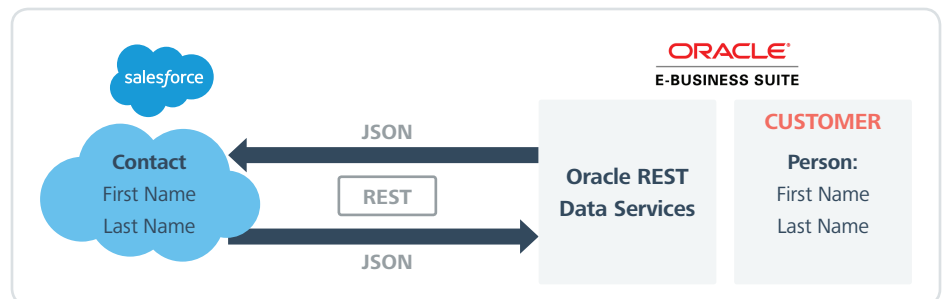 salesforce
Contact
First Name
Last Name
JSON
REST
JSON
ORACLE
E-BUSINESS SUITE
Oracle REST
Data Services
CUSTOMER
Person:
First Name
Last Name